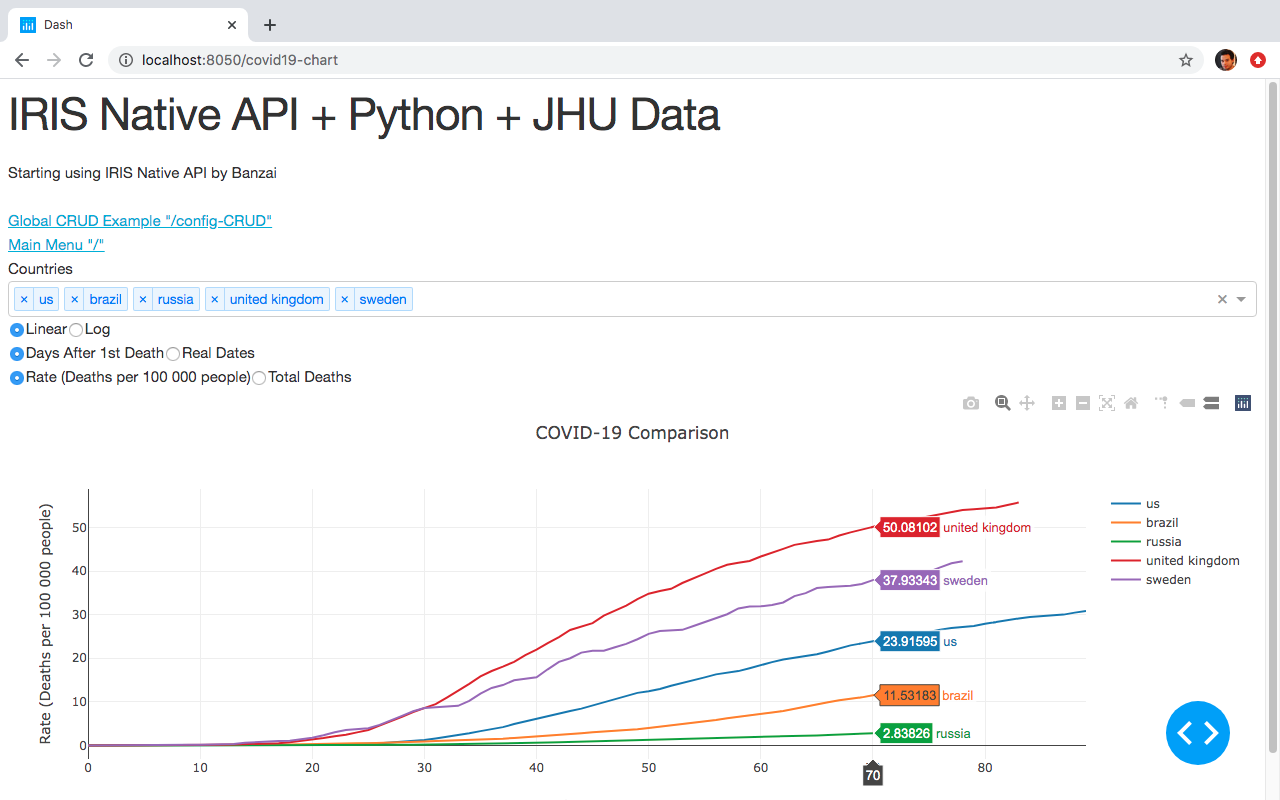 Dash
localhost:8050/covid19-chart
IRIS Native API + Python + JHU Data
Starting using IRIS Native API by Banzai
Global CRUD Example "/config-CRUD"
Main Menu "/"
Countries
× us × brazil × russia × united kingdom × sweden
Linear Log
Days After 1st Death Real Dates
Rate (Deaths per 100 000 people) Total Deaths
COVID-19 Comparison
Rate (Deaths per 100 000 people)
50
40
30
20
10
0
50.08102 united kingdom
37.93343 sweden
23.91595 us
11.53183 brazil
2.83826 russia
us
brazil
russia
united kingdom
sweden
0 10 20 30 40 50 60 70 80